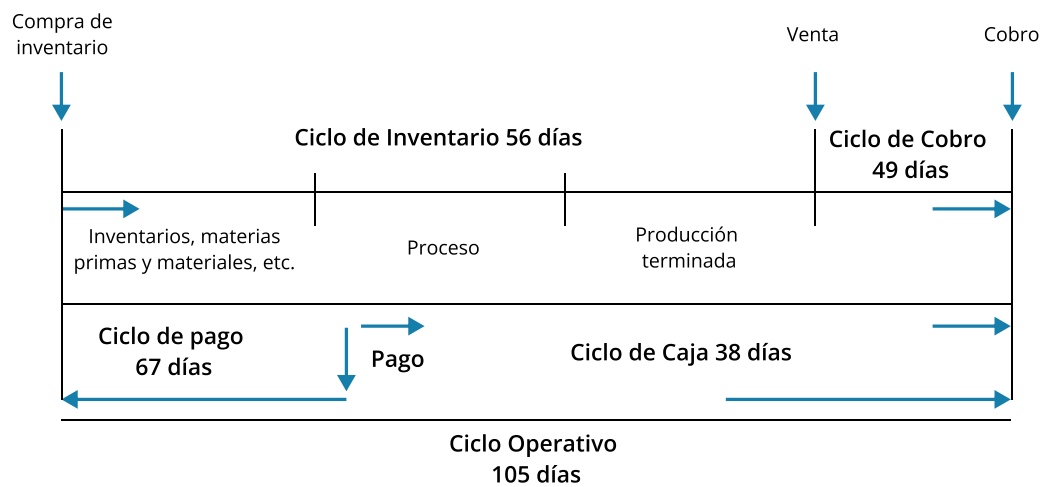 Compra de
inventario
Venta
Cobro
Ciclo de Inventario 56 días
Ciclo de Cobro
49 días
Inventarios, materias
primas y materiales, etc.
Proceso
Producción
terminada
Ciclo de pago
67 días
Pago
Ciclo de Caja 38 días
Ciclo Operativo
105 días